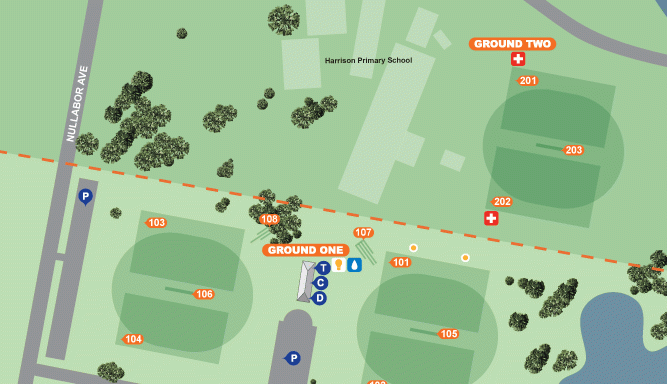 GROUND TWO
Harrison Primary School
201
NULLABOR AVE
203
P
202
103
108
107
GROUND ONE
101
T
C
106
D
105
104
P